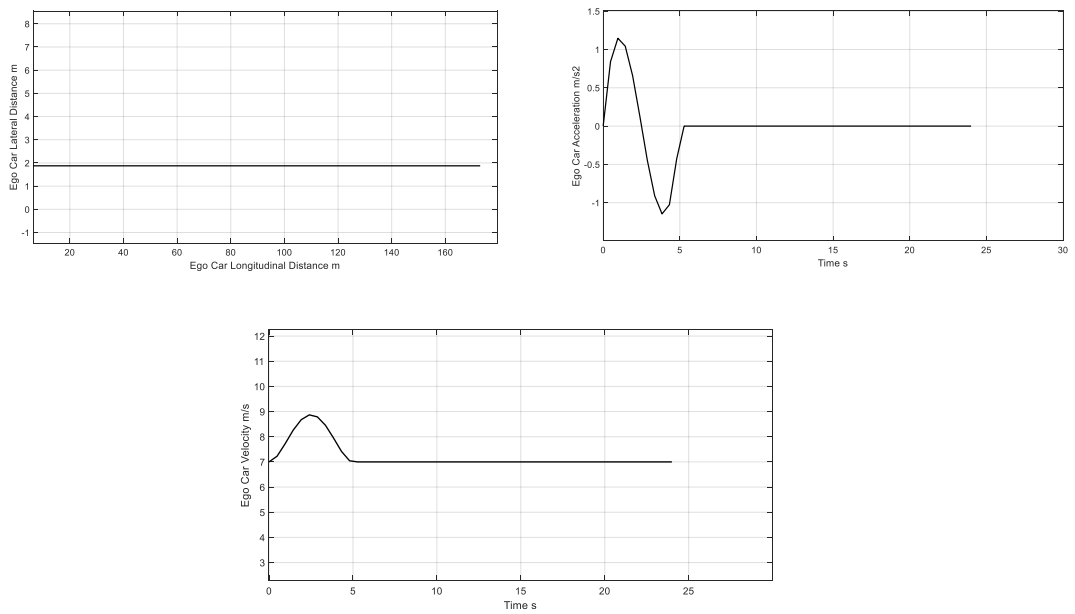 8
7
6
5
4
3
2
1
0
-1
Ego Car Lateral Distance m
20 40 60 80 100 120 140 160
Ego Car Longitudinal Distance m
1.5
1
0.5
0
-0.5
-1
Ego Car Acceleration m/s2
0 5 10 15 20 25 30
Time s
12
11
10
9
8
7
6
5
4
3
Ego Car Velocity m/s
0 5 10 15 20 25
Time s